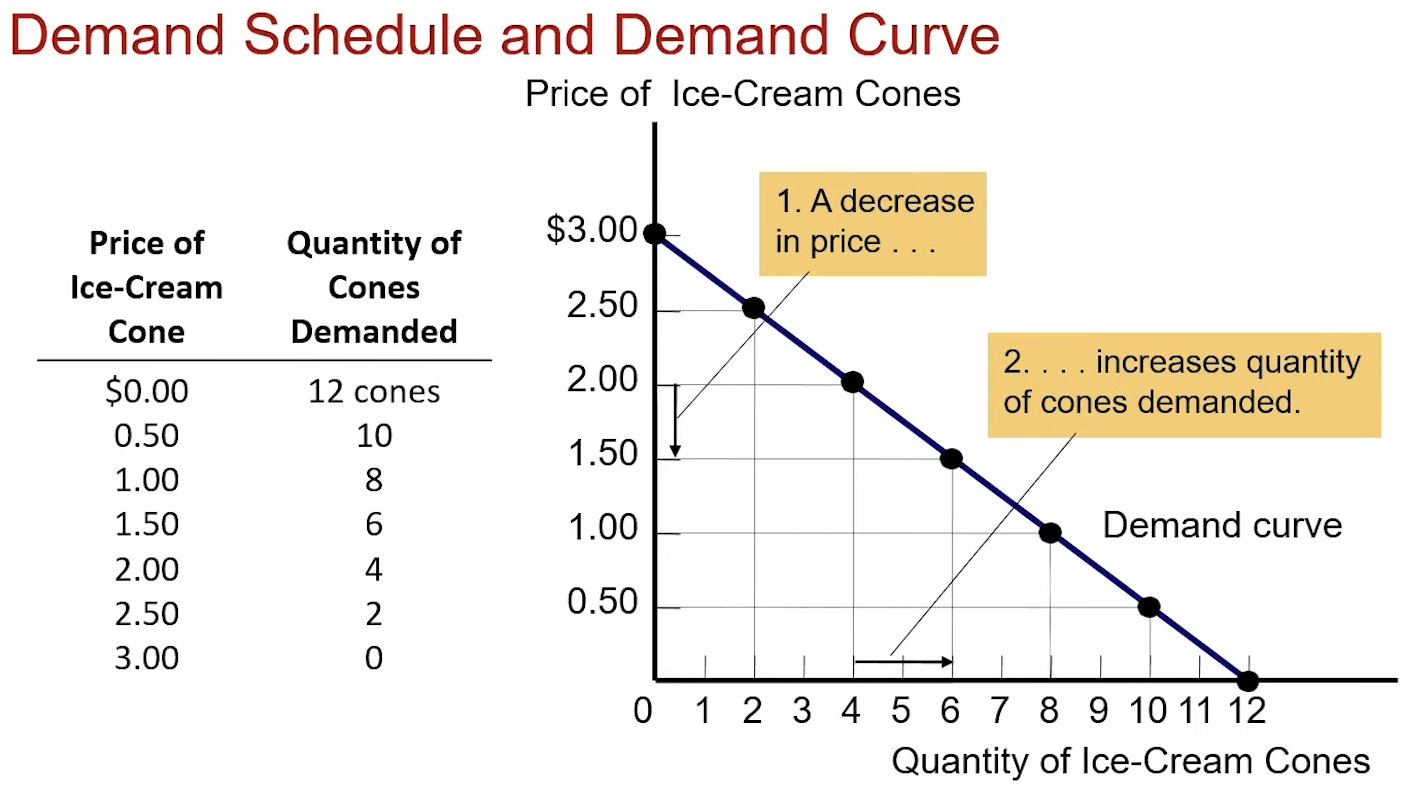 Demand Schedule and Demand Curve
Price of
Ice-Cream
Cone
Quantity of
Cones
Demanded
$0.00 12 cones
0.50 10
1.00 8
1.50 6
2.00 4
2.50 2
3.00 0
Price of Ice-Cream Cones
$3.00
2.50
2.00
1.50
1.00
0.50
1. A decrease
in price . . .
2. . . . increases quantity
of cones demanded.
Demand curve
0 1 2 3 4 5 6 7 8 9 10 11 12
Quantity of Ice-Cream Cones